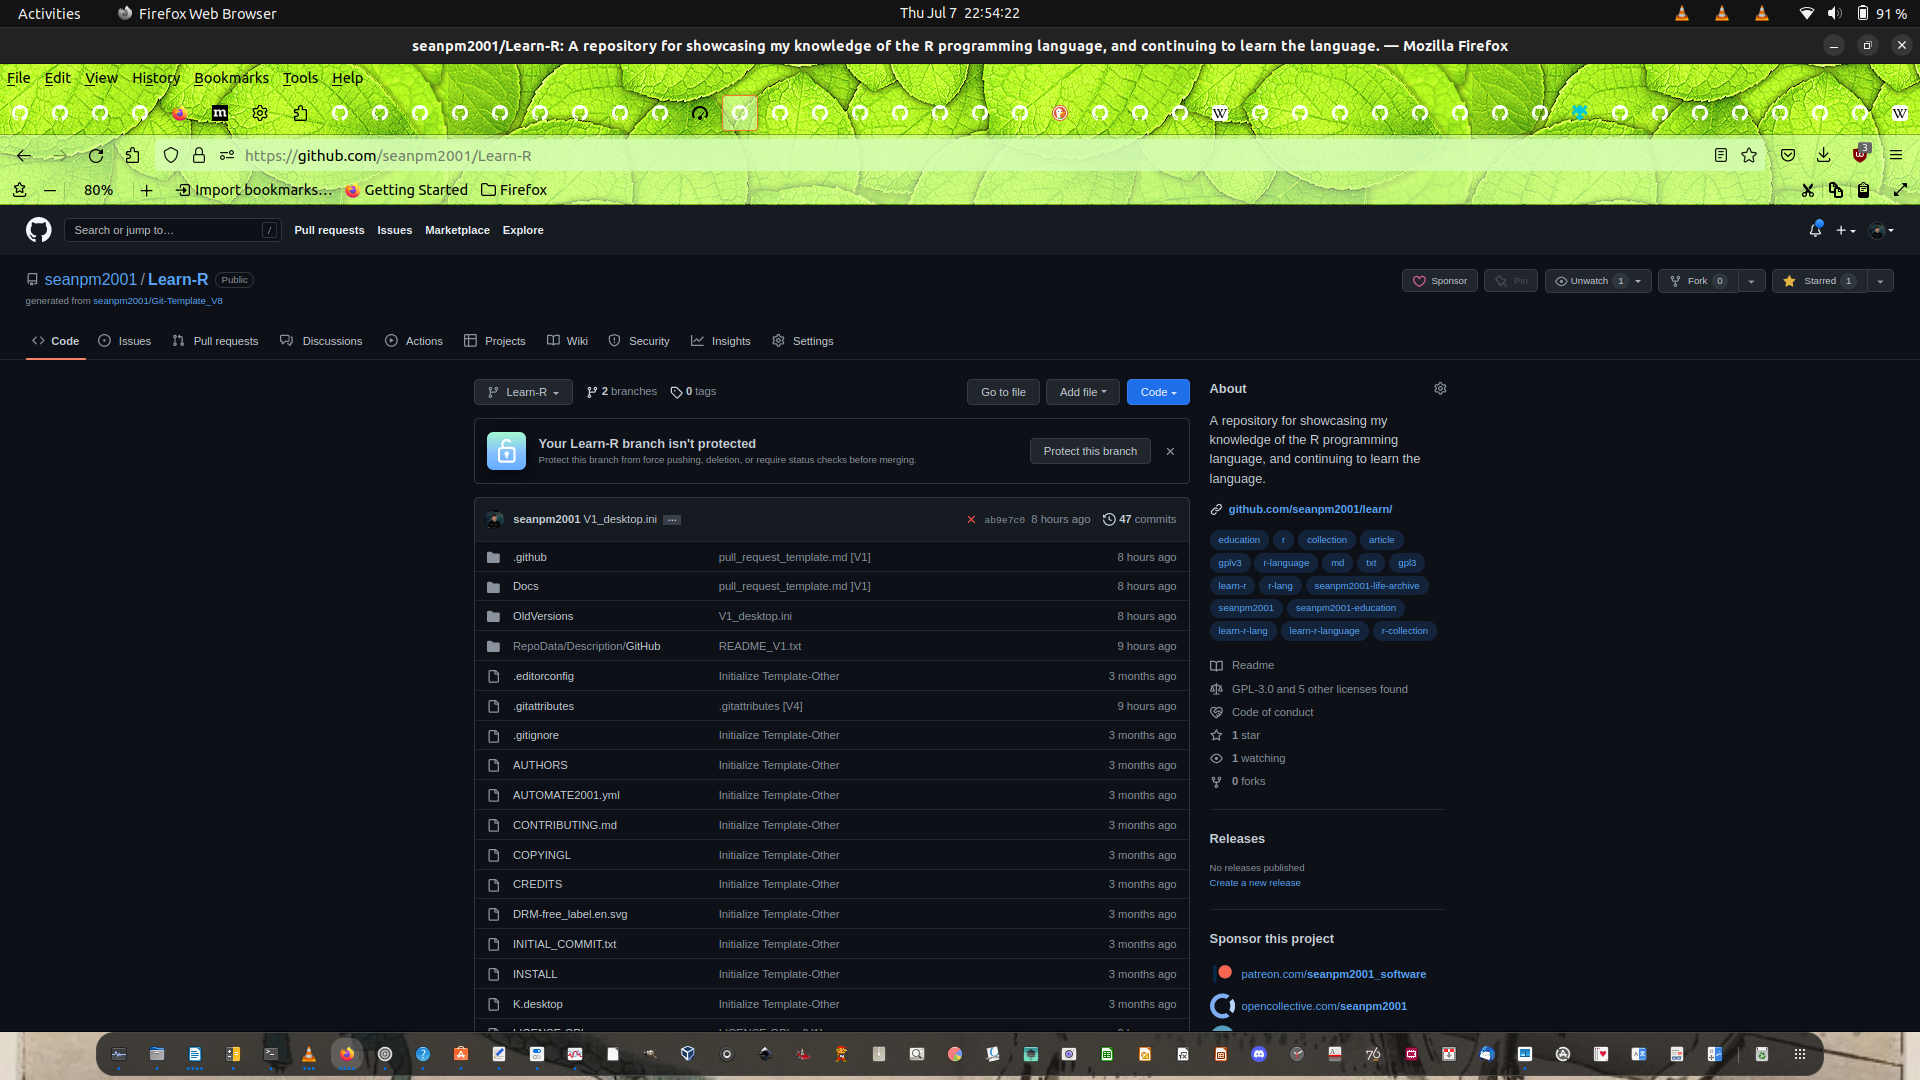 Activities Firefox Web Browser Thu Jul 7 22:54:22 91 %
seanpm2001/Learn-R: A repository for showcasing my knowledge of the R programming language, and continuing to learn the language. — Mozilla Firefox
File Edit View History Bookmarks Tools Help
https://github.com/seanpm2001/Learn-R 3
80% Import bookmarks… Getting Started Firefox
Search or jump to… / Pull requests Issues Marketplace Explore
seanpm2001 / Learn-R Public Sponsor Pin Unwatch 1 Fork 0 Starred 1
generated from seanpm2001/Git-Template_V8
Code Issues Pull requests Discussions Actions Projects Wiki Security Insights Settings
Learn-R 2 branches 0 tags Go to file Add file Code
Your Learn-R branch isn't protected
Protect this branch from force pushing, deletion, or require status checks before merging.
Protect this branch
seanpm2001 V1_desktop.ini … ab9e7c0 8 hours ago 47 commits
.github pull_request_template.md [V1] 8 hours ago
Docs pull_request_template.md [V1] 8 hours ago
OldVersions V1_desktop.ini 8 hours ago
RepoData/Description/GitHub README_V1.txt 9 hours ago
.editorconfig Initialize Template-Other 3 months ago
.gitattributes .gitattributes [V4] 9 hours ago
.gitignore Initialize Template-Other 3 months ago
AUTHORS Initialize Template-Other 3 months ago
AUTOMATE2001.yml Initialize Template-Other 3 months ago
CONTRIBUTING.md Initialize Template-Other 3 months ago
COPYINGL Initialize Template-Other 3 months ago
CREDITS Initialize Template-Other 3 months ago
DRM-free_label.en.svg Initialize Template-Other 3 months ago
INITIAL_COMMIT.txt Initialize Template-Other 3 months ago
INSTALL Initialize Template-Other 3 months ago
K.desktop Initialize Template-Other 3 months ago
About
A repository for showcasing my
knowledge of the R programming
language, and continuing to learn the
language.
github.com/seanpm2001/learn/
education r collection article
gplv3 r-language md txt gpl3
learn-r r-lang seanpm2001-life-archive
seanpm2001 seanpm2001-education
learn-r-lang learn-r-language r-collection
Readme
GPL-3.0 and 5 other licenses found
Code of conduct
1 star
1 watching
0 forks
Releases
No releases published
Create a new release
Sponsor this project
patreon.com/seanpm2001_software
opencollective.com/seanpm2001